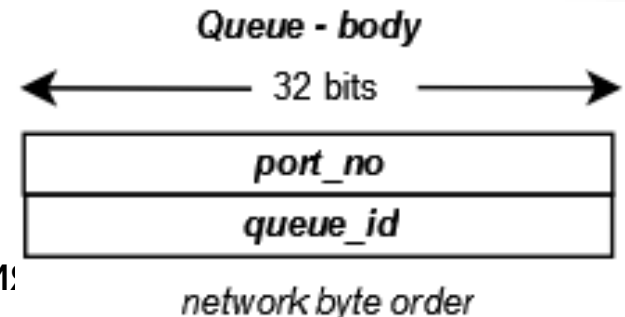 Queue - body
32 bits
port_no
queue_id
network byte order